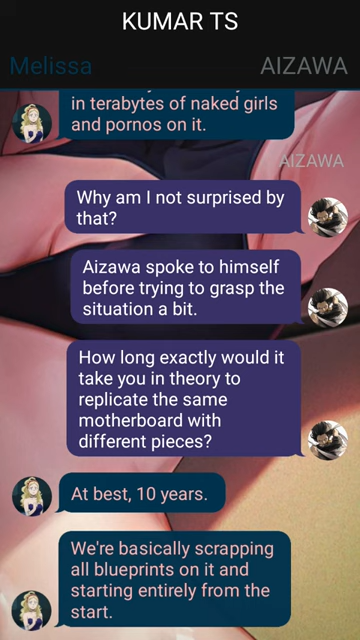 KUMAR TS
Melissa
AIZAWA
in terabytes of naked girls
and pornos on it.
AIZAWA
Why am I not surprised by
that?
Aizawa spoke to himself
before trying to grasp the
situation a bit.
How long exactly would it
take you in theory to
replicate the same
motherboard with
different pieces?
At best, 10 years.
We're basically scrapping
all blueprints on it and
starting entirely from the
start.